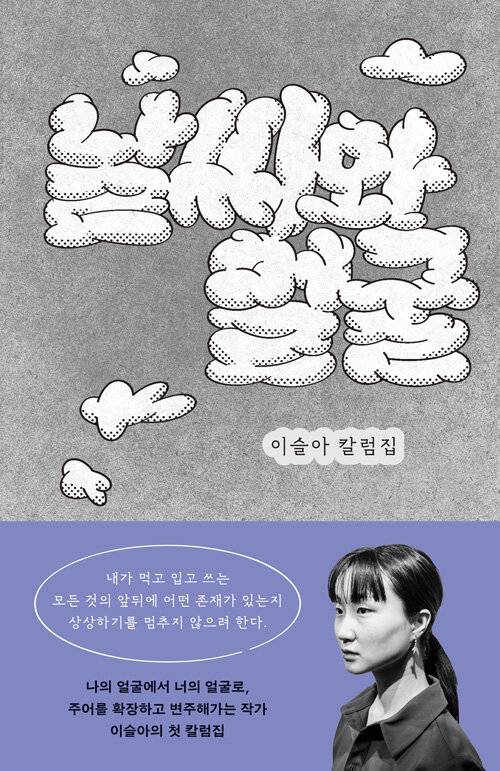 날씨와
얼굴
이슬아 칼럼집
내가 먹고 입고 쓰는
모든 것의 앞뒤에 어떤 존재가 있는지
상상하기를 멈추지 않으려 한다.
나의 얼굴에서 너의 얼굴로,
주어를 확장하고 변주해가는 작가
이슬아의 첫 칼럼집